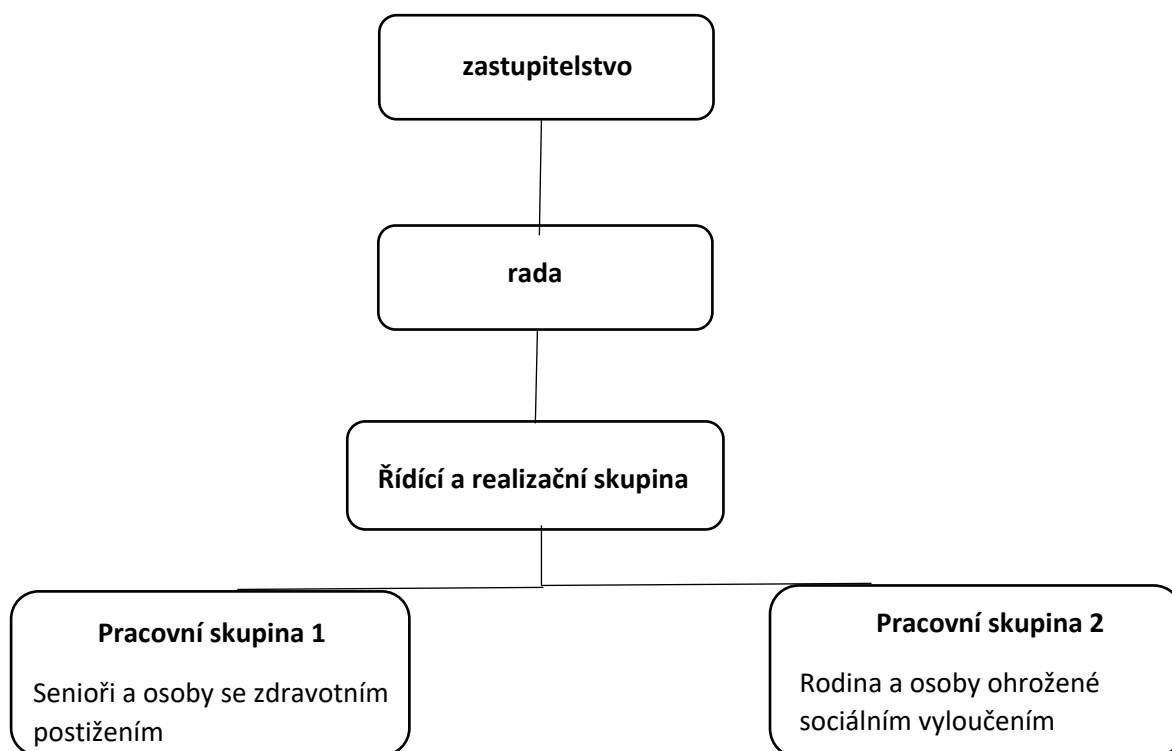 zastupitelstvo
rada
Řídící a realizační skupina
Pracovní skupina 1
Senioři a osoby se zdravotním
postižením
Pracovní skupina 2
Rodina a osoby ohrožené
sociálním vyloučením